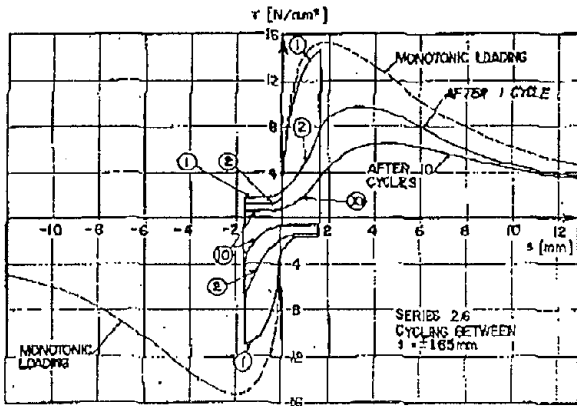 τ [N/mm²]
16
MONOTONIC LOADING
12
AFTER 1 CYCLE
8
4
AFTER 10
CYCLES
1
2
1
2
10
-10 -8 -6 -4 -2 2 4 6 8 10 12
s [mm]
10
2
1
-4
-8
-12
-16
SERIES 2.6
CYCLING BETWEEN
s = ±1.65mm
MONOTONIC
LOADING